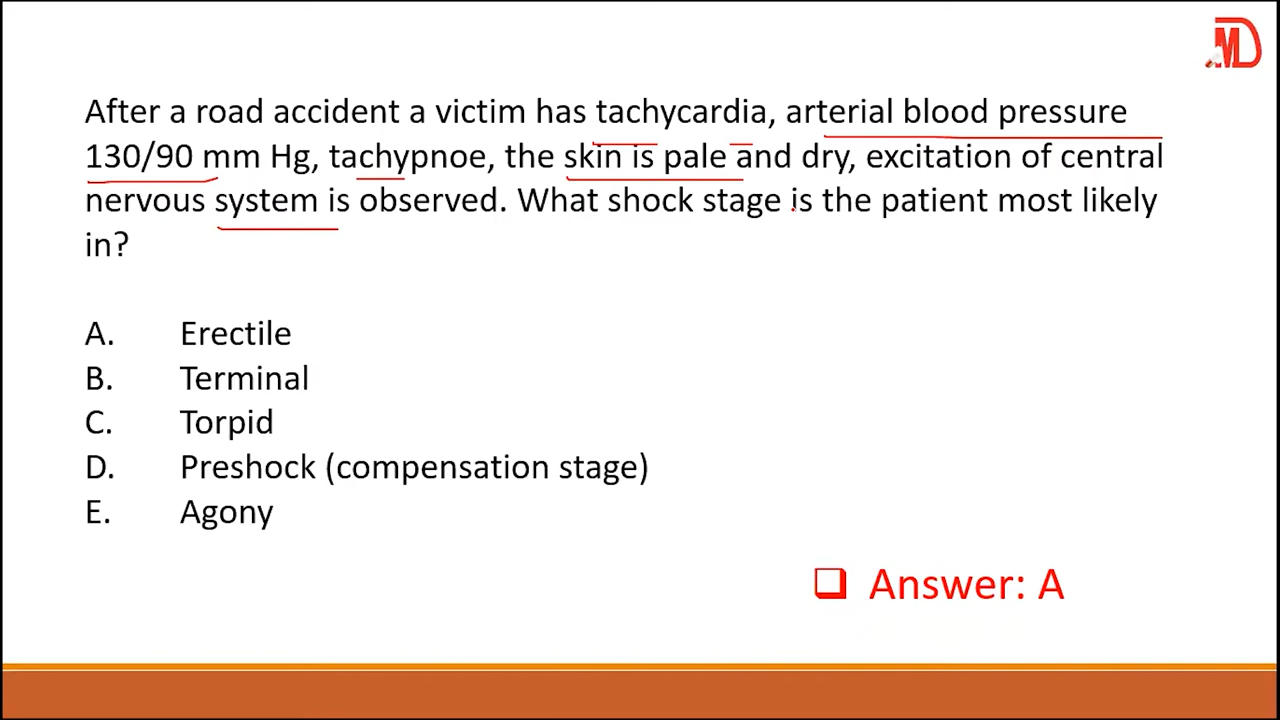 MD
After a road accident a victim has tachycardia, arterial blood pressure
130/90 mm Hg, tachypnoe, the skin is pale and dry, excitation of central
nervous system is observed. What shock stage is the patient most likely
in?
A. Erectile
B. Terminal
C. Torpid
D. Preshock (compensation stage)
E. Agony
❑ Answer: A